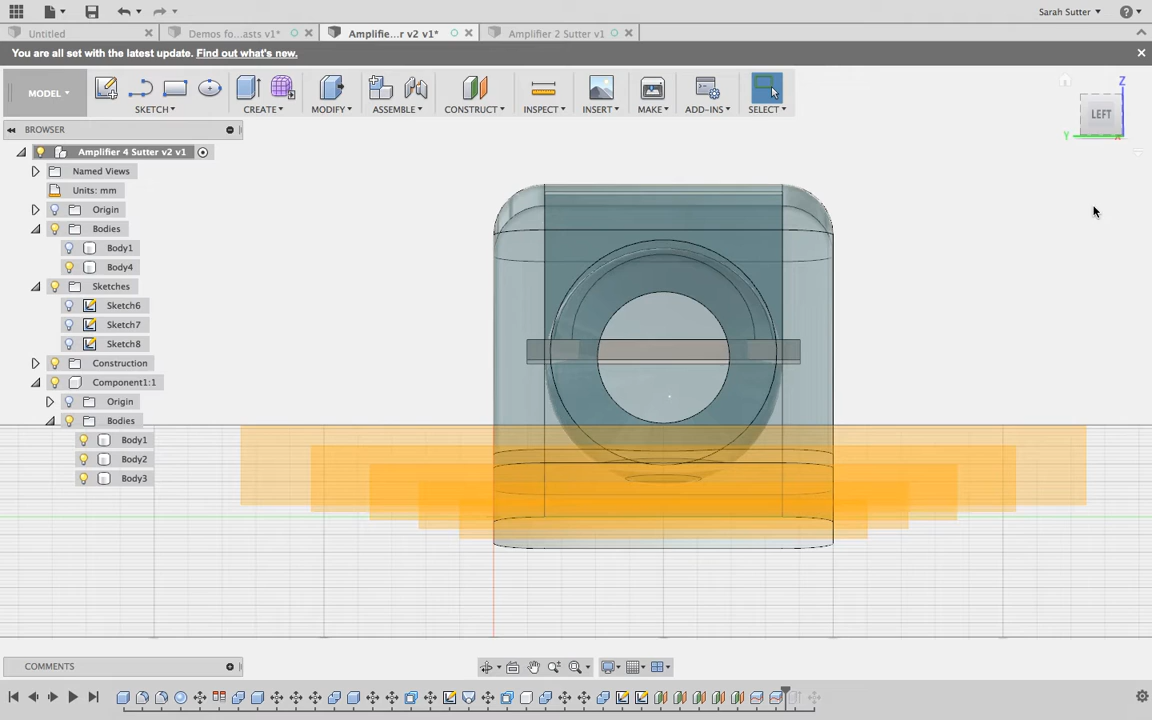 Sarah Sutter
Untitled
Demos fo...asts v1*
Amplifie...r v2 v1*
Amplifier 2 Sutter v1
You are all set with the latest update. Find out what's new.
MODEL
SKETCH
CREATE
MODIFY
ASSEMBLE
CONSTRUCT
INSPECT
INSERT
MAKE
ADD-INS
SELECT
Z
LEFT
Y
X
BROWSER
Amplifier 4 Sutter v2 v1
Named Views
Units: mm
Origin
Bodies
Body1
Body4
Sketches
Sketch6
Sketch7
Sketch8
Construction
Component1:1
Origin
Bodies
Body1
Body2
Body3
COMMENTS